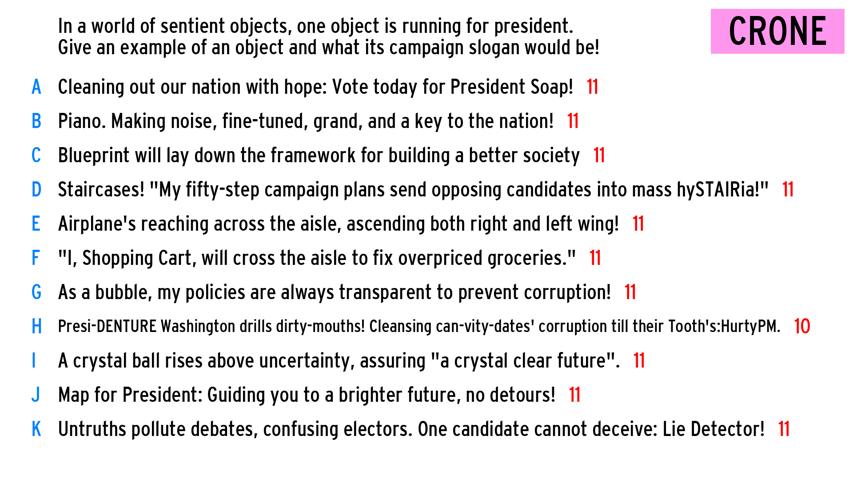 In a world of sentient objects, one object is running for president.
Give an example of an object and what its campaign slogan would be!
CRONE
A Cleaning out our nation with hope: Vote today for President Soap! 11
B Piano. Making noise, fine-tuned, grand, and a key to the nation! 11
C Blueprint will lay down the framework for building a better society 11
D Staircases! "My fifty-step campaign plans send opposing candidates into mass hySTAIRia!" 11
E Airplane's reaching across the aisle, ascending both right and left wing! 11
F "I, Shopping Cart, will cross the aisle to fix overpriced groceries." 11
G As a bubble, my policies are always transparent to prevent corruption! 11
H Presi-DENTURE Washington drills dirty-mouths! Cleansing can-vity-dates' corruption till their Tooth's:HurtyPM. 10
I A crystal ball rises above uncertainty, assuring "a crystal clear future". 11
J Map for President: Guiding you to a brighter future, no detours! 11
K Untruths pollute debates, confusing electors. One candidate cannot deceive: Lie Detector! 11